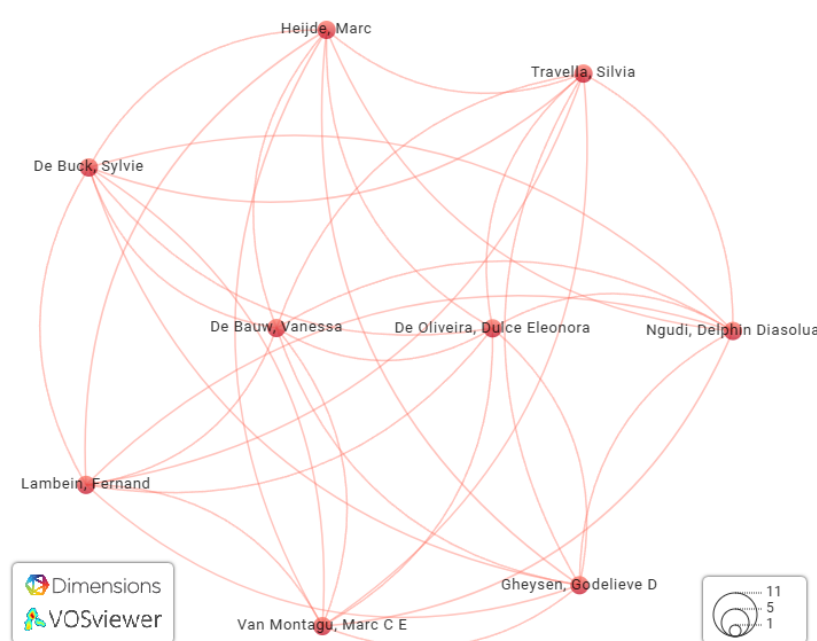 Heijde, Marc
Travella, Silvia
De Buck, Sylvie
De Bauw, Vanessa
De Oliveira, Dulce Eleonora
Ngudi, Delphin Diasolua
Lambein, Fernand
Gheysen, Godelieve D
Van Montagu, Marc C E
Dimensions
VOSviewer
11
5
1